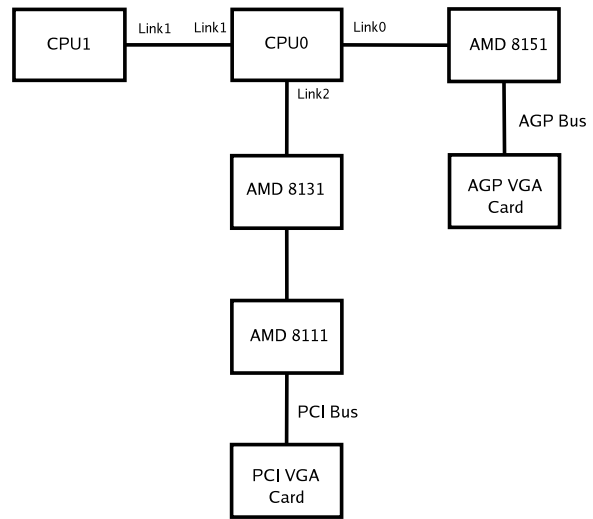 CPU1
Link1
Link1
CPU0
Link0
AMD 8151
Link2
AGP Bus
AMD 8131
AGP VGA
Card
AMD 8111
PCI Bus
PCI VGA
Card